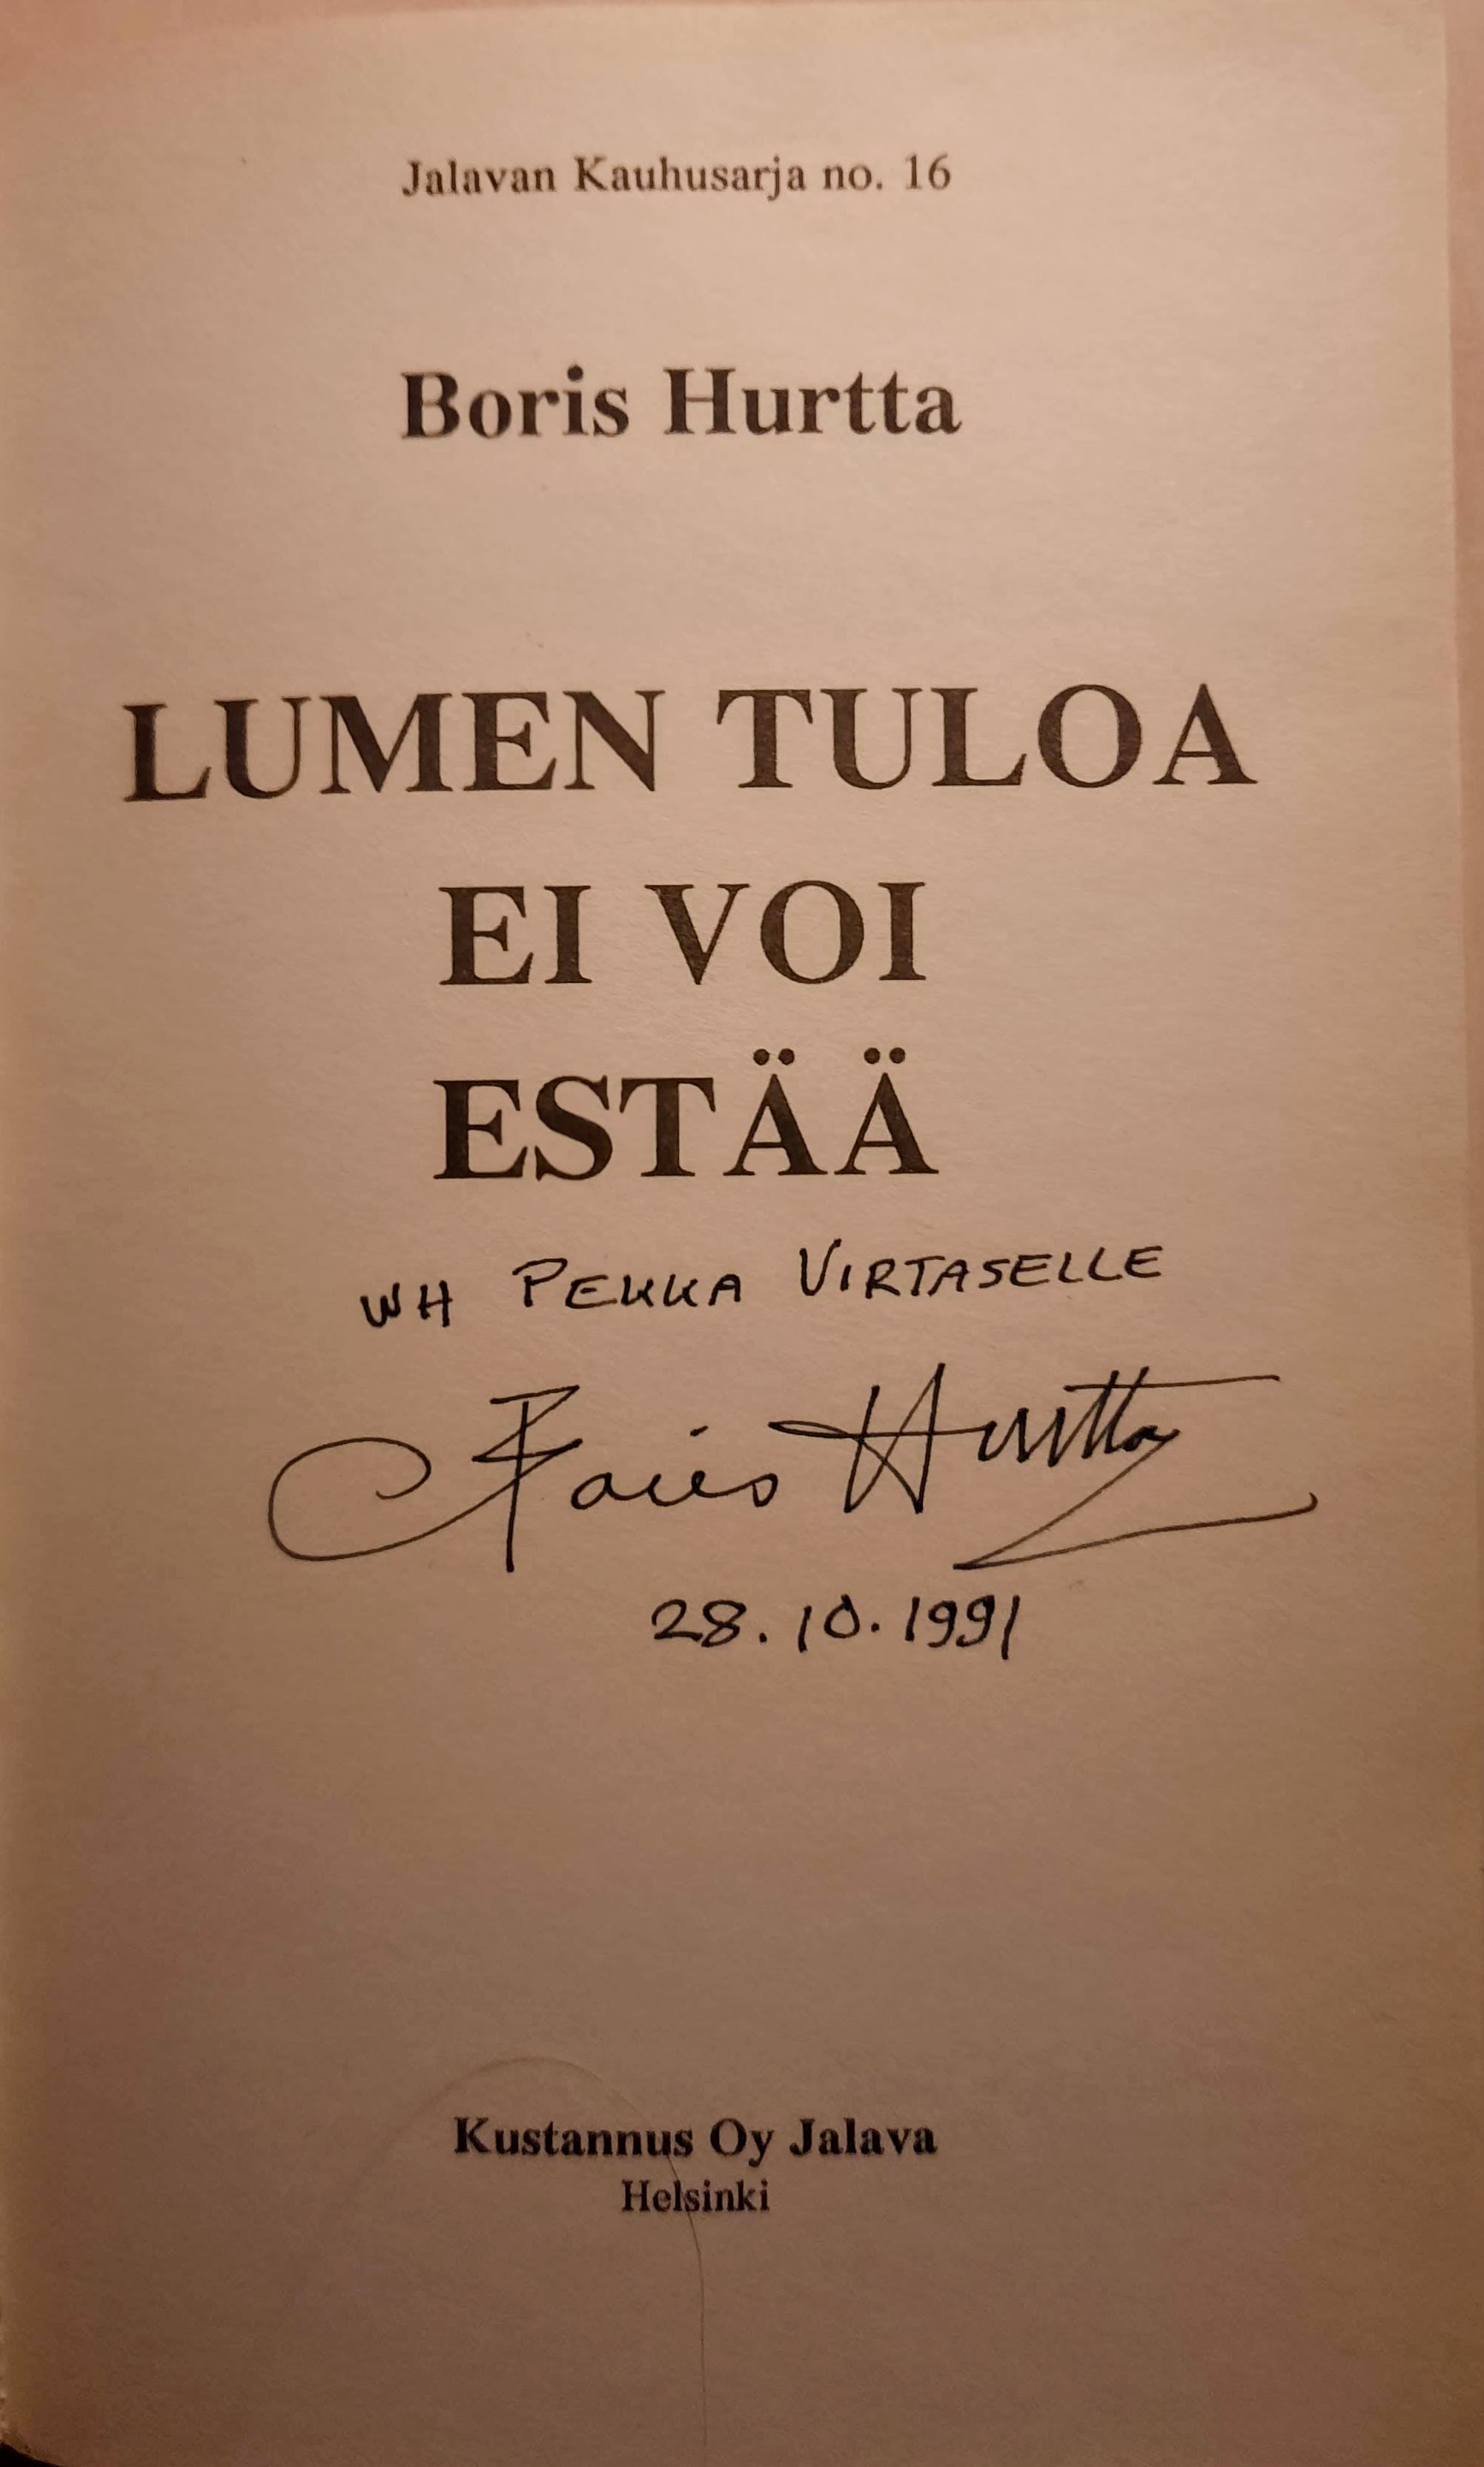 Jalavan Kauhusarja no. 16
Boris Hurtta
LUMEN TULOA
EI VOI
ESTÄÄ
WH PEKKA VIRTASELLE
Boris Hurtta
28.10.1991
Kustannus Oy Jalava
Helsinki